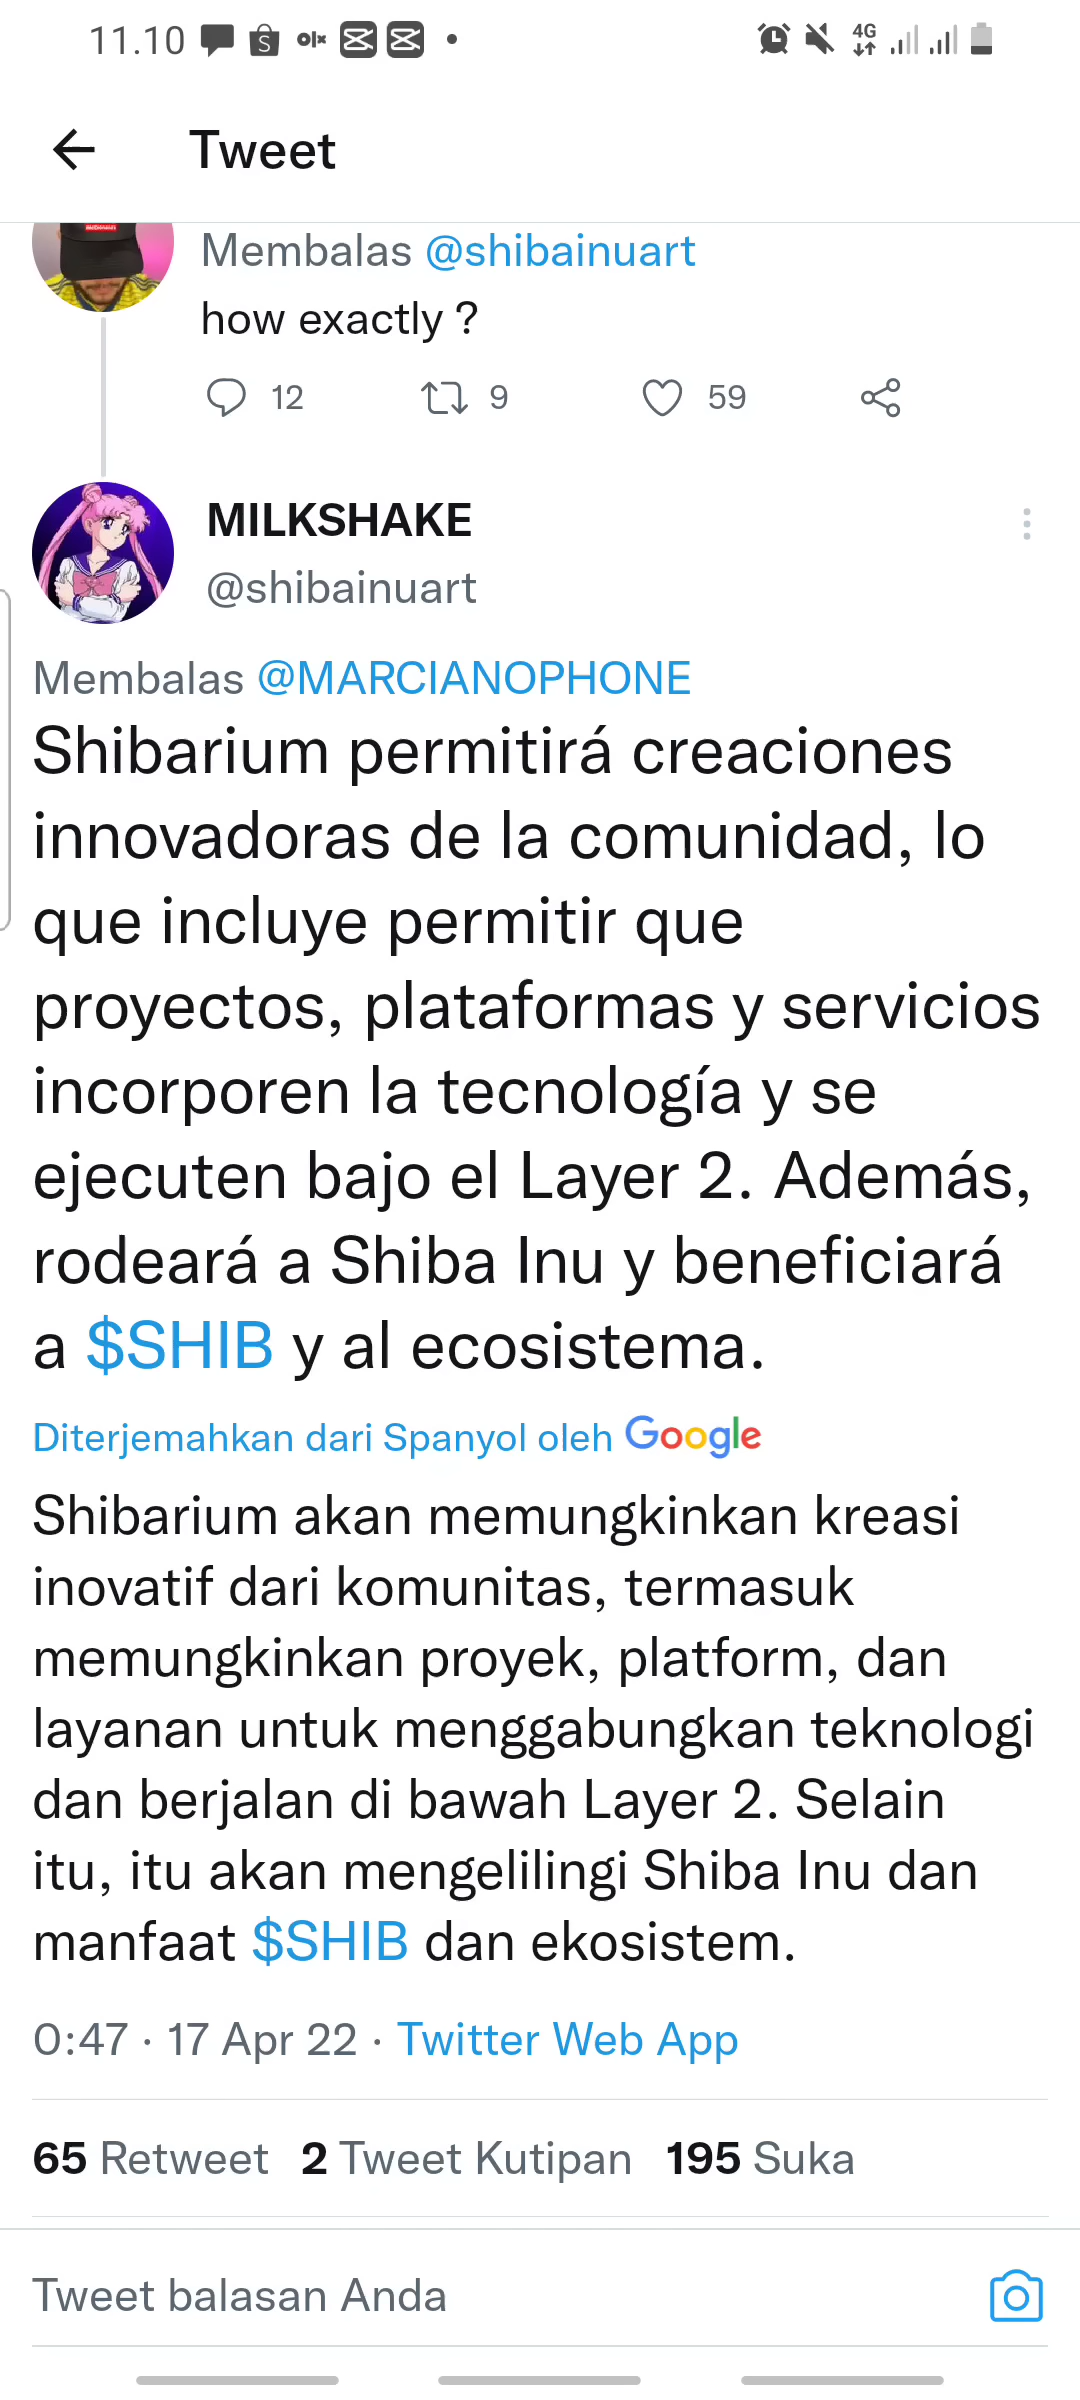 11.10
4G
Tweet
Membalas @shibainuart
how exactly ?
12 9 59
MILKSHAKE
@shibainuart
Membalas @MARCIANOPHONE
Shibarium permitirá creaciones
innovadoras de la comunidad, lo
que incluye permitir que
proyectos, plataformas y servicios
incorporen la tecnología y se
ejecuten bajo el Layer 2. Además,
rodeará a Shiba Inu y beneficiará
a $SHIB y al ecosistema.
Diterjemahkan dari Spanyol oleh Google
Shibarium akan memungkinkan kreasi
inovatif dari komunitas, termasuk
memungkinkan proyek, platform, dan
layanan untuk menggabungkan teknologi
dan berjalan di bawah Layer 2. Selain
itu, itu akan mengelilingi Shiba Inu dan
manfaat $SHIB dan ekosistem.
0:47 · 17 Apr 22 · Twitter Web App
65 Retweet 2 Tweet Kutipan 195 Suka
Tweet balasan Anda